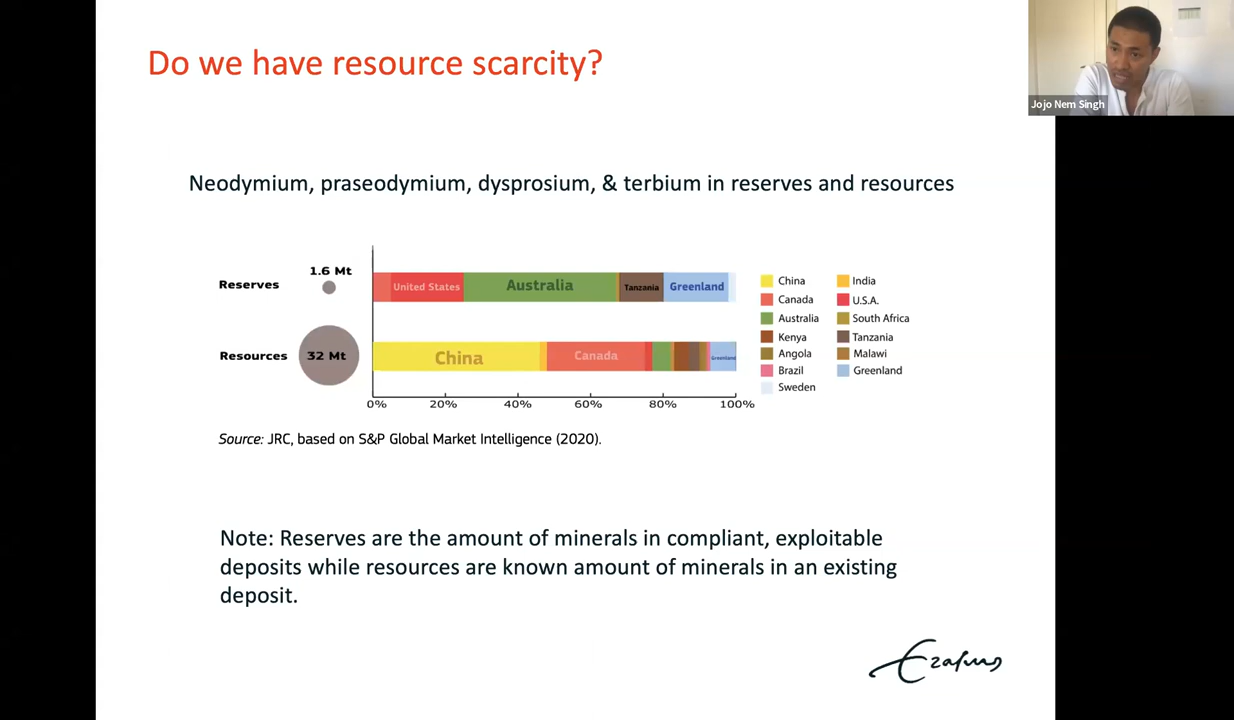 Do we have resource scarcity?
Jojo Nem Singh
Neodymium, praseodymium, dysprosium, & terbium in reserves and resources
Reserves
1.6 Mt
United States
Australia
Tanzania
Greenland
Resources
32 Mt
China
Canada
Greenland
0%
20%
40%
60%
80%
100%
China
India
Canada
U.S.A.
Australia
South Africa
Kenya
Tanzania
Angola
Malawi
Brazil
Greenland
Sweden
Source: JRC, based on S&P Global Market Intelligence (2020).
Note: Reserves are the amount of minerals in compliant, exploitable
deposits while resources are known amount of minerals in an existing
deposit.
Erasmus